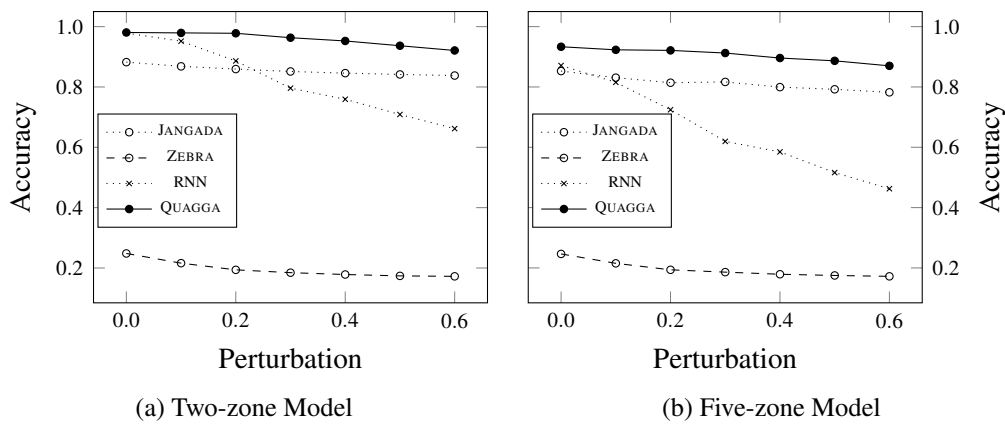 1.0
0.8
0.6
0.4
0.2
Accuracy
JANGADA
ZEBRA
RNN
QUAGGA
0.0 0.2 0.4 0.6
Perturbation
(a) Two-zone Model
JANGADA
ZEBRA
RNN
QUAGGA
1.0
0.8
0.6
0.4
0.2
Accuracy
0.0 0.2 0.4 0.6
Perturbation
(b) Five-zone Model